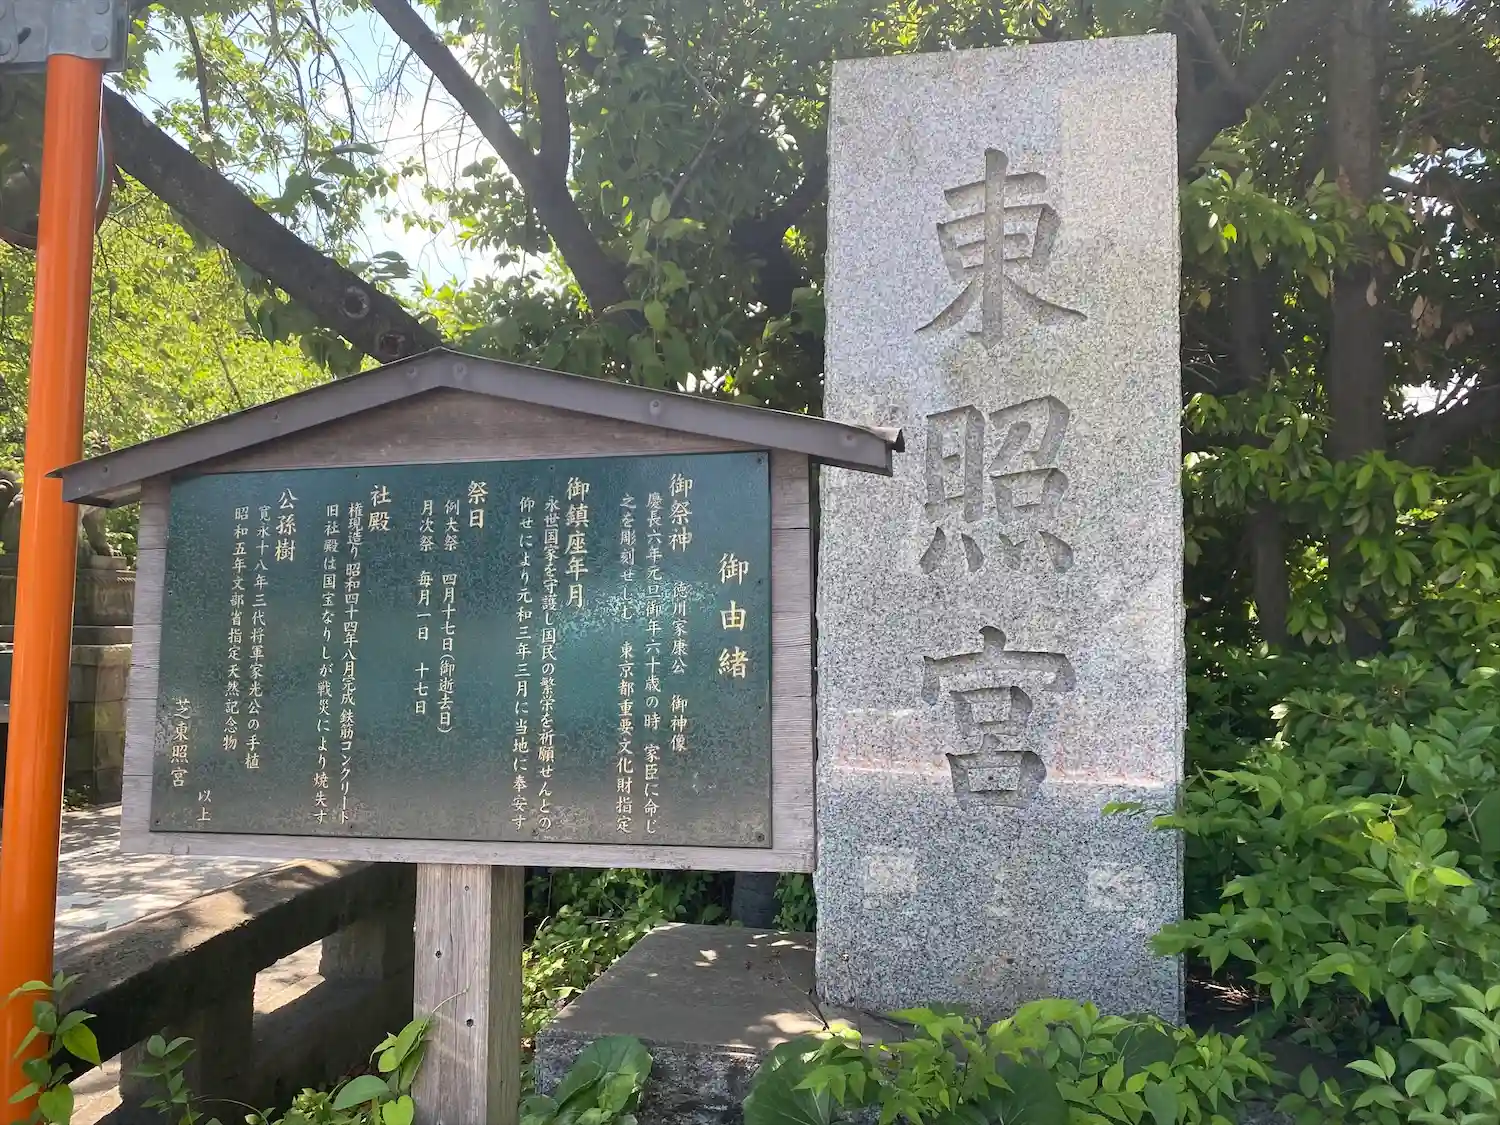 東照宮
御由緒
御祭神 徳川家康公 御神像
慶長六年元旦御年六十歳の時 家臣に命じ
之を彫刻せしむ 東京都重要文化財指定
御鎮座年月
永世国家を守護し国民の繁栄を祈願せんとの
仰せにより元和三年三月に当地に奉安す
祭日
例大祭 四月十七日(御逝去日)
月次祭 毎月一日 十七日
社殿
権現造り 昭和四十四年八月完成 鉄筋コンクリート
旧社殿は国宝なりしが戦災により焼失す
公孫樹
寛永十八年三代将軍家光公の手植
昭和五年文部省指定天然記念物
以上
芝東照宮